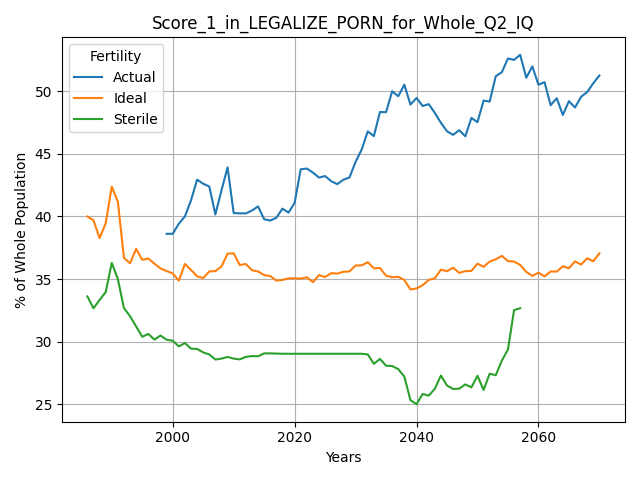 Score_1_in_LEGALIZE_PORN_for_Whole_Q2_IQ
Fertility
Actual
Ideal
Sterile
% of Whole Population
50
45
40
35
30
25
2000
2020
2040
2060
Years